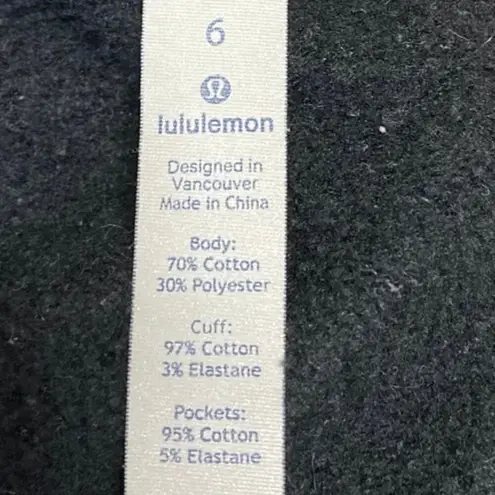 6
lululemon
Designed in
Vancouver
Made in China
Body:
70% Cotton
30% Polyester
Cuff:
97% Cotton
3% Elastane
Pockets:
95% Cotton
5% Elastane